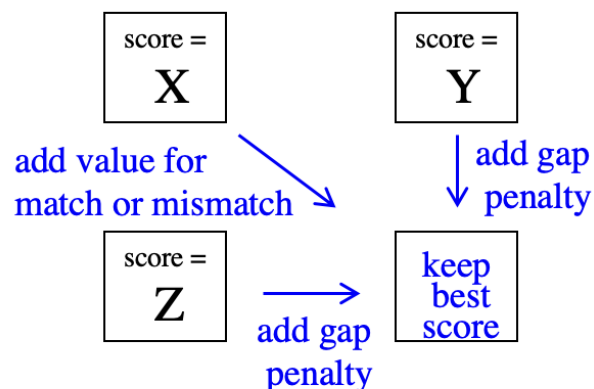 score =
X
score =
Y
add value for
match or mismatch
add gap
penalty
score =
Z
add gap
penalty
keep
best
score